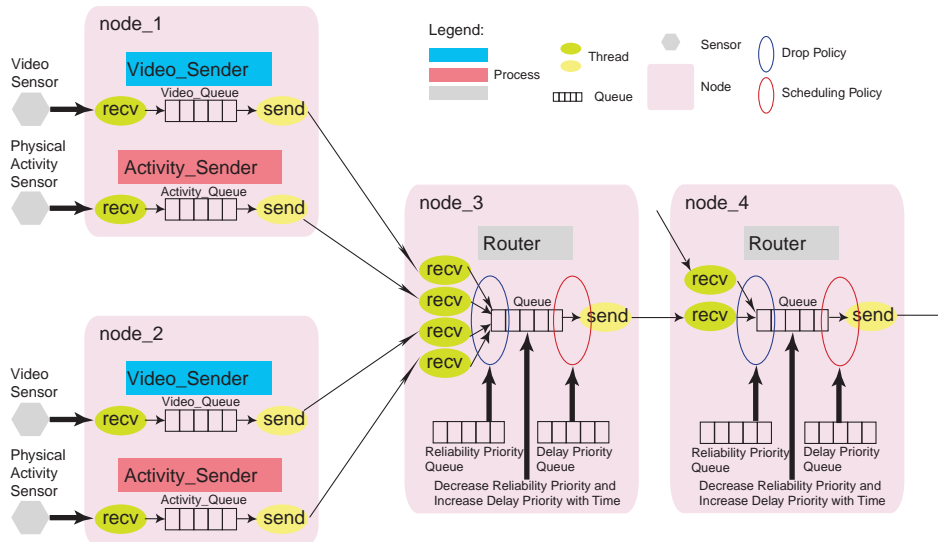 node_1
Video
Sensor
Video_Sender
Video_Queue
recv
send
Physical
Activity
Sensor
Activity_Sender
Activity_Queue
recv
send
Legend:
Process
Thread
Queue
Sensor
Node
Drop Policy
Scheduling Policy
node_2
Video
Sensor
Video_Sender
Video_Queue
recv
send
Physical
Activity
Sensor
Activity_Sender
Activity_Queue
recv
send
node_3
Router
recv
recv
recv
recv
Queue
send
Reliability Priority
Queue
Delay Priority
Queue
Decrease Reliability Priority and
Increase Delay Priority with Time
node_4
Router
recv
recv
Queue
send
Reliability Priority
Queue
Delay Priority
Queue
Decrease Reliability Priority and
Increase Delay Priority with Time